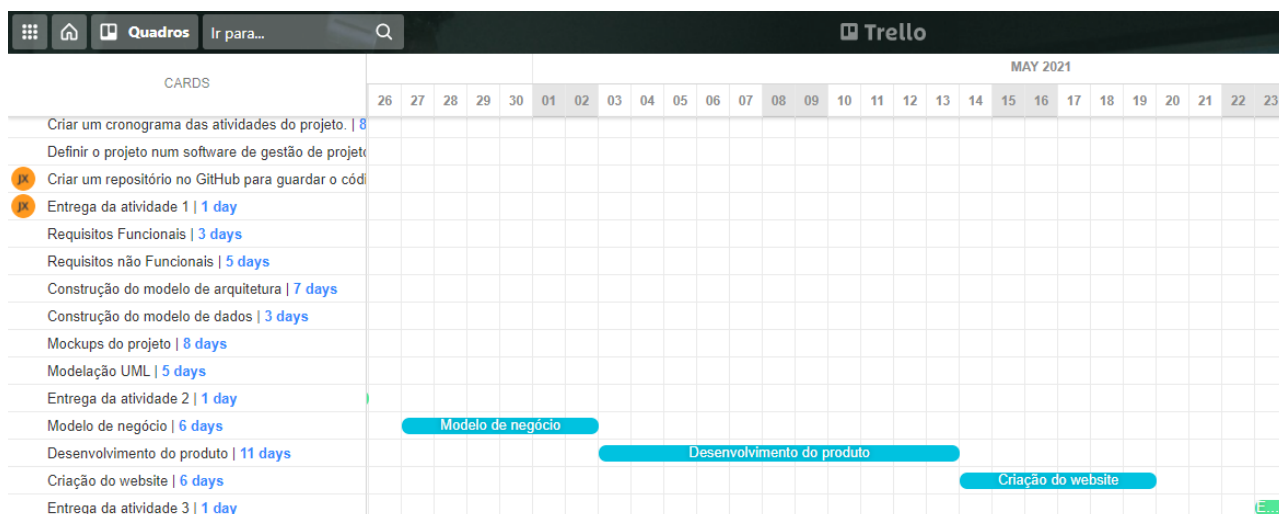 Quadros Ir para... Trello
CARDS
MAY 2021
26 27 28 29 30 01 02 03 04 05 06 07 08 09 10 11 12 13 14 15 16 17 18 19 20 21 22 23
Criar um cronograma das atividades do projeto. | 8
Definir o projeto num software de gestão de projet
JX Criar um repositório no GitHub para guardar o códi
JX Entrega da atividade 1 | 1 day
Requisitos Funcionais | 3 days
Requisitos não Funcionais | 5 days
Construção do modelo de arquitetura | 7 days
Construção do modelo de dados | 3 days
Mockups do projeto | 8 days
Modelação UML | 5 days
Entrega da atividade 2 | 1 day
Modelo de negócio | 6 days Modelo de negócio
Desenvolvimento do produto | 11 days Desenvolvimento do produto
Criação do website | 6 days Criação do website
Entrega da atividade 3 | 1 day E...